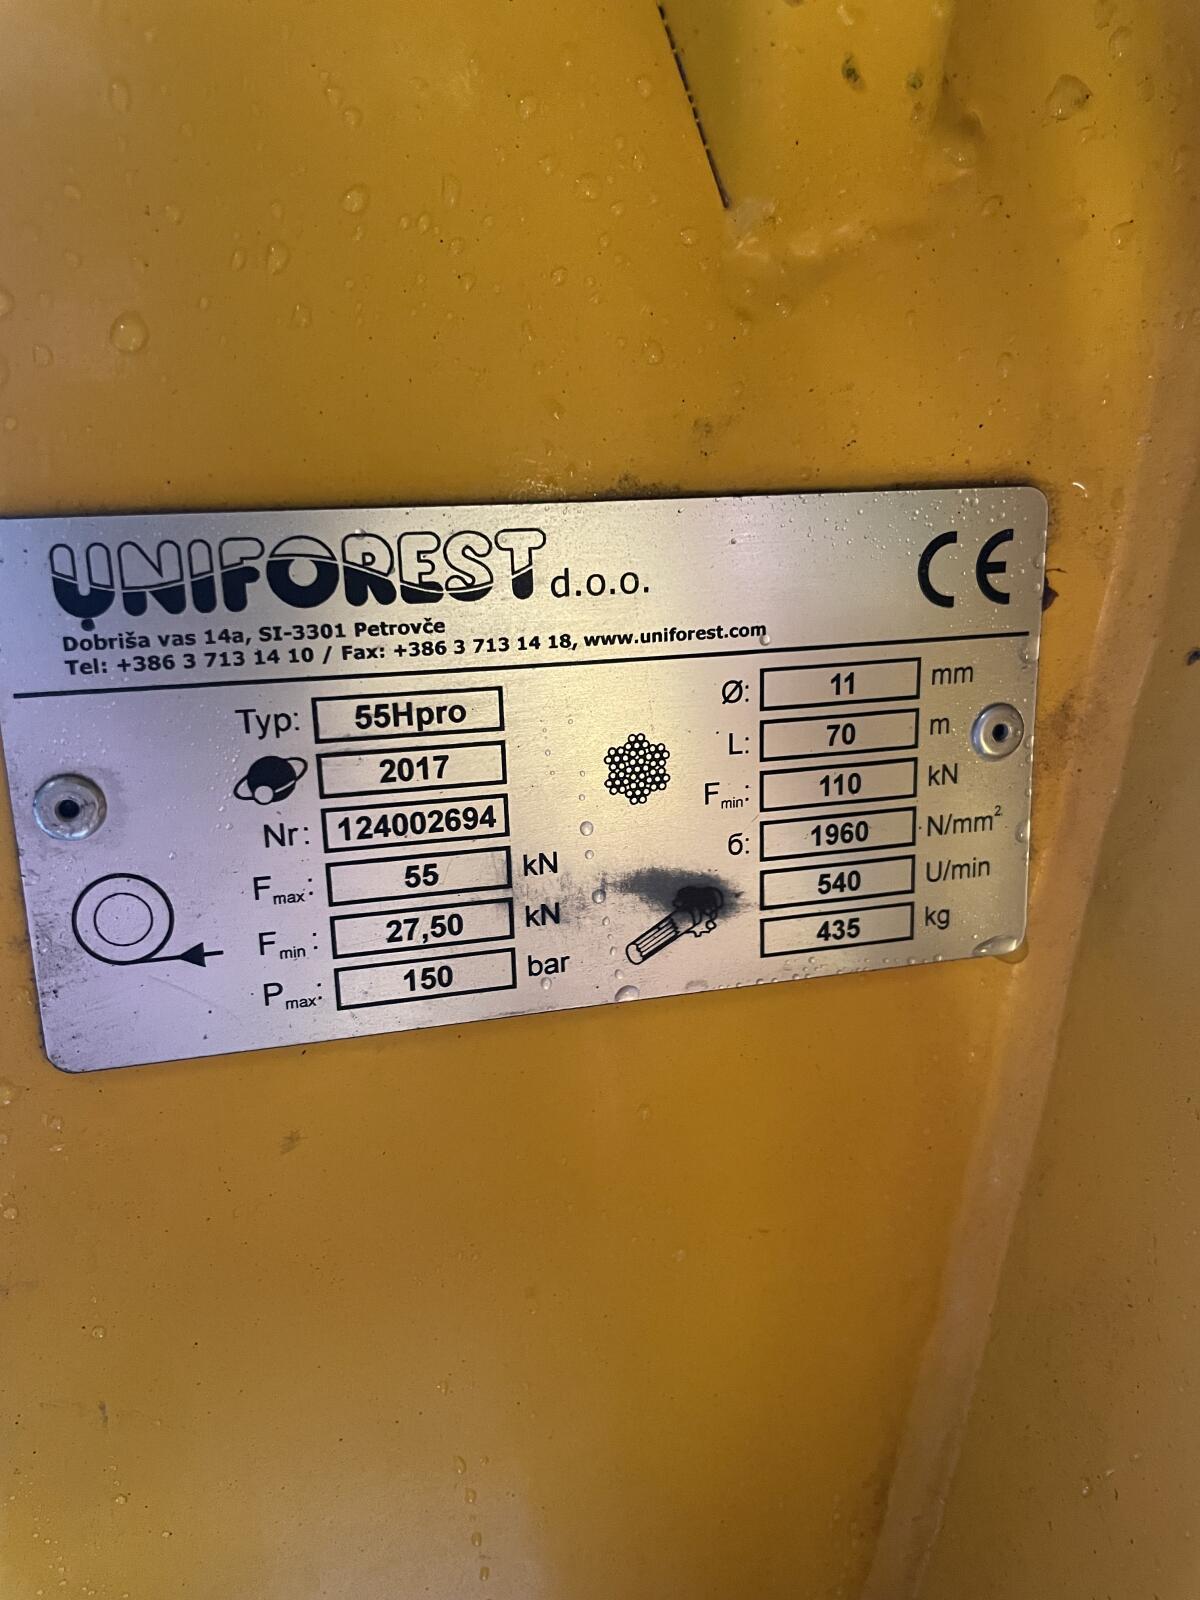 UNIFOREST d.o.o.
CE
Dobriša vas 14a, SI-3301 Petrovče
Tel: +386 3 713 14 10 / Fax: +386 3 713 14 18, www.uniforest.com
Typ: 55Hpro
2017
Nr: 124002694
Fmax: 55 kN
Fmin: 27,50 kN
Pmax: 150 bar
Ø: 11 mm
L: 70 m
Fmin: 110 kN
б: 1960 N/mm²
540 U/min
435 kg